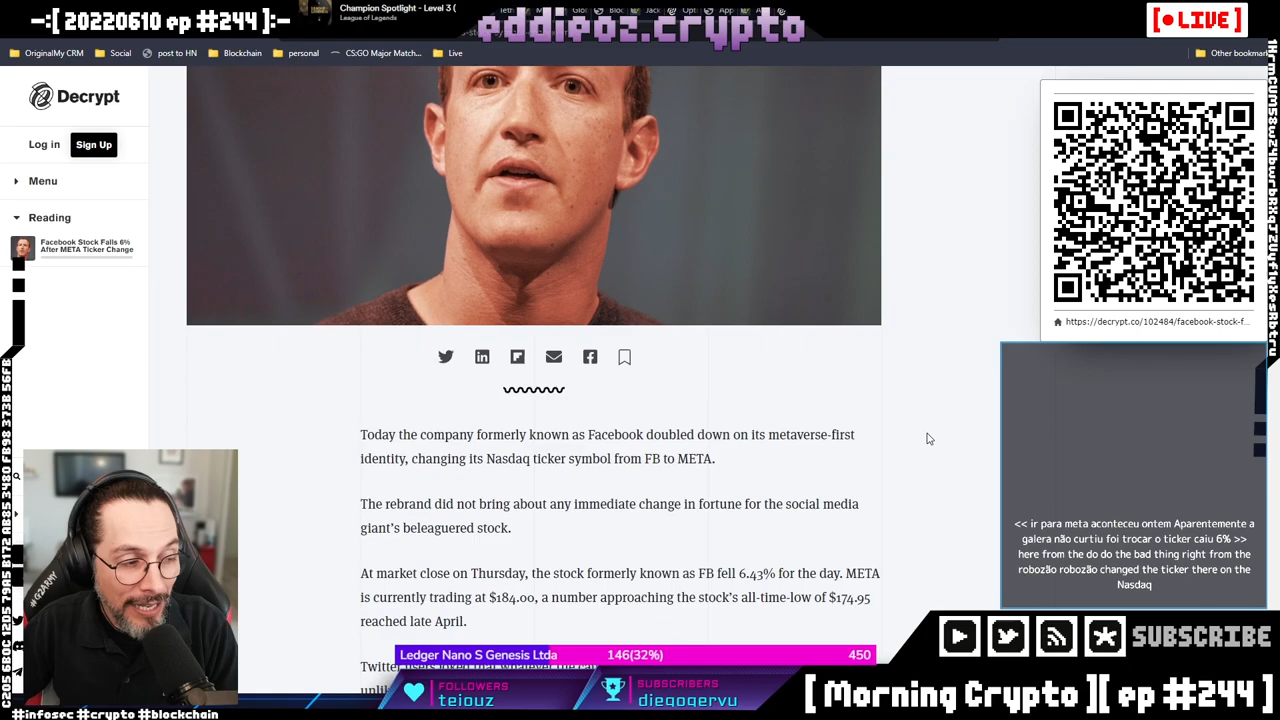 -:[ 20220610 ep #244 ]:-
Champion Spotlight - Level 3 (
League of Legends
eddieoz.crypto
[ LIVE ]
OriginalMy CRM
Social
post to HN
Blockchain
personal
CS:GO Major Match...
Live
Other bookmar
Decrypt
Log in
Sign Up
Menu
Reading
Facebook Stock Falls 6%
After META Ticker Change
https://decrypt.co/102484/facebook-stock-f...
Today the company formerly known as Facebook doubled down on its metaverse-first
identity, changing its Nasdaq ticker symbol from FB to META.
The rebrand did not bring about any immediate change in fortune for the social media
giant’s beleaguered stock.
At market close on Thursday, the stock formerly known as FB fell 6.43% for the day. META
is currently trading at $184.00, a number approaching the stock’s all-time-low of $174.95
reached late April.
<< ir para meta aconteceu ontem Aparentemente a
galera não curtiu foi trocar o ticker caiu 6% >>
here from the do do the bad thing right from the
robozão robozão changed the ticker there on the
Nasdaq
#G2ARMY
Ledger Nano S Genesis Ltda
146(32%)
450
FOLLOWERS
teiouz
SUBSCRIBERS
diegogervu
SUBSCRIBE
[ Morning Crypto ][ ep #244 ]
#infosec #crypto #blockchain